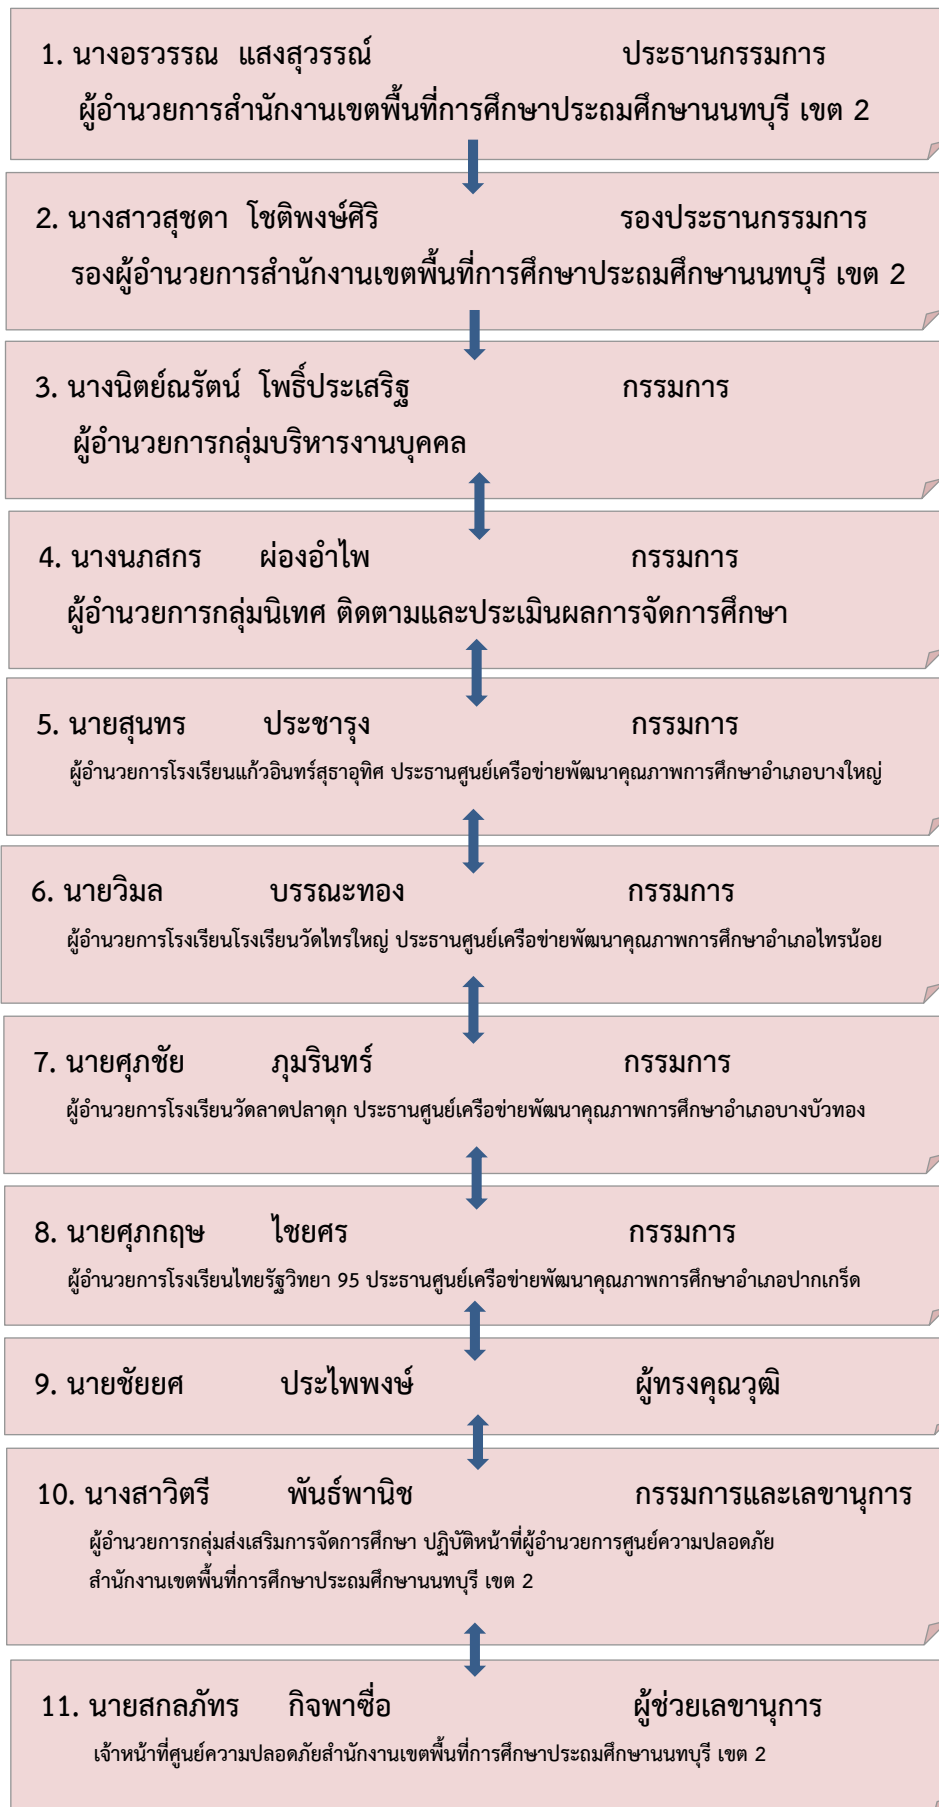 1. นางอรวรรณ แสงสุวรรณ์ ประธานกรรมการ
ผู้อำนวยการสำนักงานเขตพื้นที่การศึกษาประถมศึกษานนทบุรี เขต 2
2. นางสาวสุชดา โชติพงษ์ศิริ รองประธานกรรมการ
รองผู้อำนวยการสำนักงานเขตพื้นที่การศึกษาประถมศึกษานนทบุรี เขต 2
3. นางนิตย์ณรัตน์ โพธิ์ประเสริฐ กรรมการ
ผู้อำนวยการกลุ่มบริหารงานบุคคล
4. นางนภสกร ผ่องอำไพ กรรมการ
ผู้อำนวยการกลุ่มนิเทศ ติดตามและประเมินผลการจัดการศึกษา
5. นายสุนทร ประชารุง กรรมการ
ผู้อำนวยการโรงเรียนแก้วอินทร์สุธาอุทิศ ประธานศูนย์เครือข่ายพัฒนาคุณภาพการศึกษาอำเภอบางใหญ่
6. นายวิมล บรรณะทอง กรรมการ
ผู้อำนวยการโรงเรียนโรงเรียนวัดไทรใหญ่ ประธานศูนย์เครือข่ายพัฒนาคุณภาพการศึกษาอำเภอไทรน้อย
7. นายศุภชัย ภุมรินทร์ กรรมการ
ผู้อำนวยการโรงเรียนวัดลาดปลาดุก ประธานศูนย์เครือข่ายพัฒนาคุณภาพการศึกษาอำเภอบางบัวทอง
8. นายศุภกฤษ ไชยศร กรรมการ
ผู้อำนวยการโรงเรียนไทยรัฐวิทยา 95 ประธานศูนย์เครือข่ายพัฒนาคุณภาพการศึกษาอำเภอปากเกร็ด
9. นายชัยยศ ประไพพงษ์ ผู้ทรงคุณวุฒิ
10. นางสาวิตรี พันธ์พานิช กรรมการและเลขานุการ
ผู้อำนวยการกลุ่มส่งเสริมการจัดการศึกษา ปฏิบัติหน้าที่ผู้อำนวยการศูนย์ความปลอดภัย
สำนักงานเขตพื้นที่การศึกษาประถมศึกษานนทบุรี เขต 2
11. นายสกลภัทร กิจพาซื่อ ผู้ช่วยเลขานุการ
เจ้าหน้าที่ศูนย์ความปลอดภัยสำนักงานเขตพื้นที่การศึกษาประถมศึกษานนทบุรี เขต 2